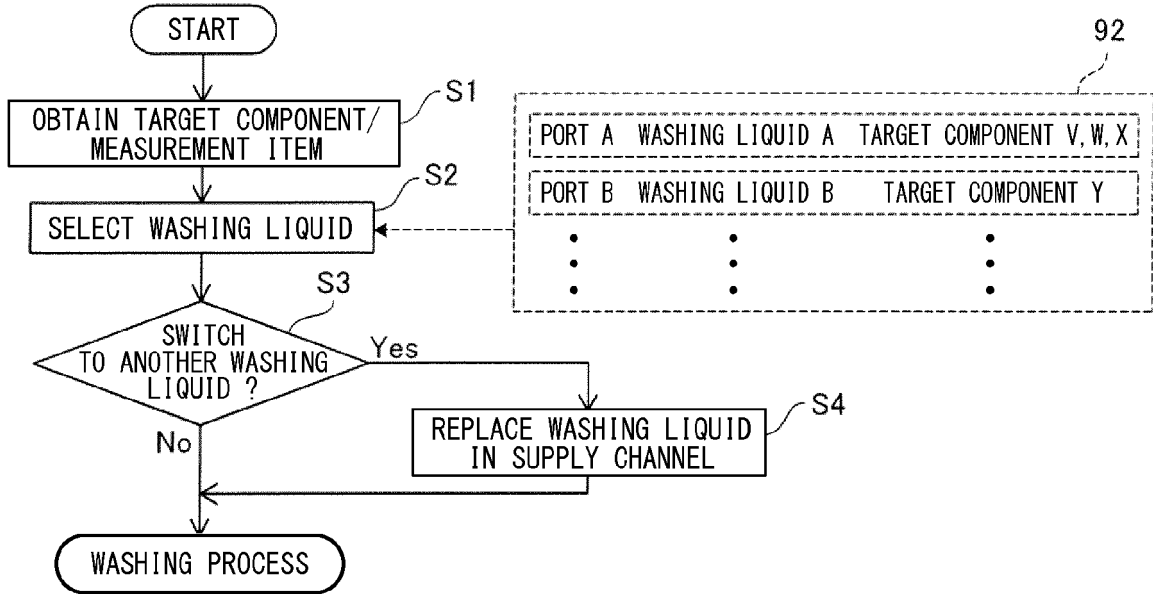 START
92
S1
OBTAIN TARGET COMPONENT/
MEASUREMENT ITEM
PORT A WASHING LIQUID A TARGET COMPONENT V, W, X
S2
SELECT WASHING LIQUID
PORT B WASHING LIQUID B TARGET COMPONENT Y
S3
SWITCH
TO ANOTHER WASHING
LIQUID ?
Yes
S4
No
REPLACE WASHING LIQUID
IN SUPPLY CHANNEL
WASHING PROCESS